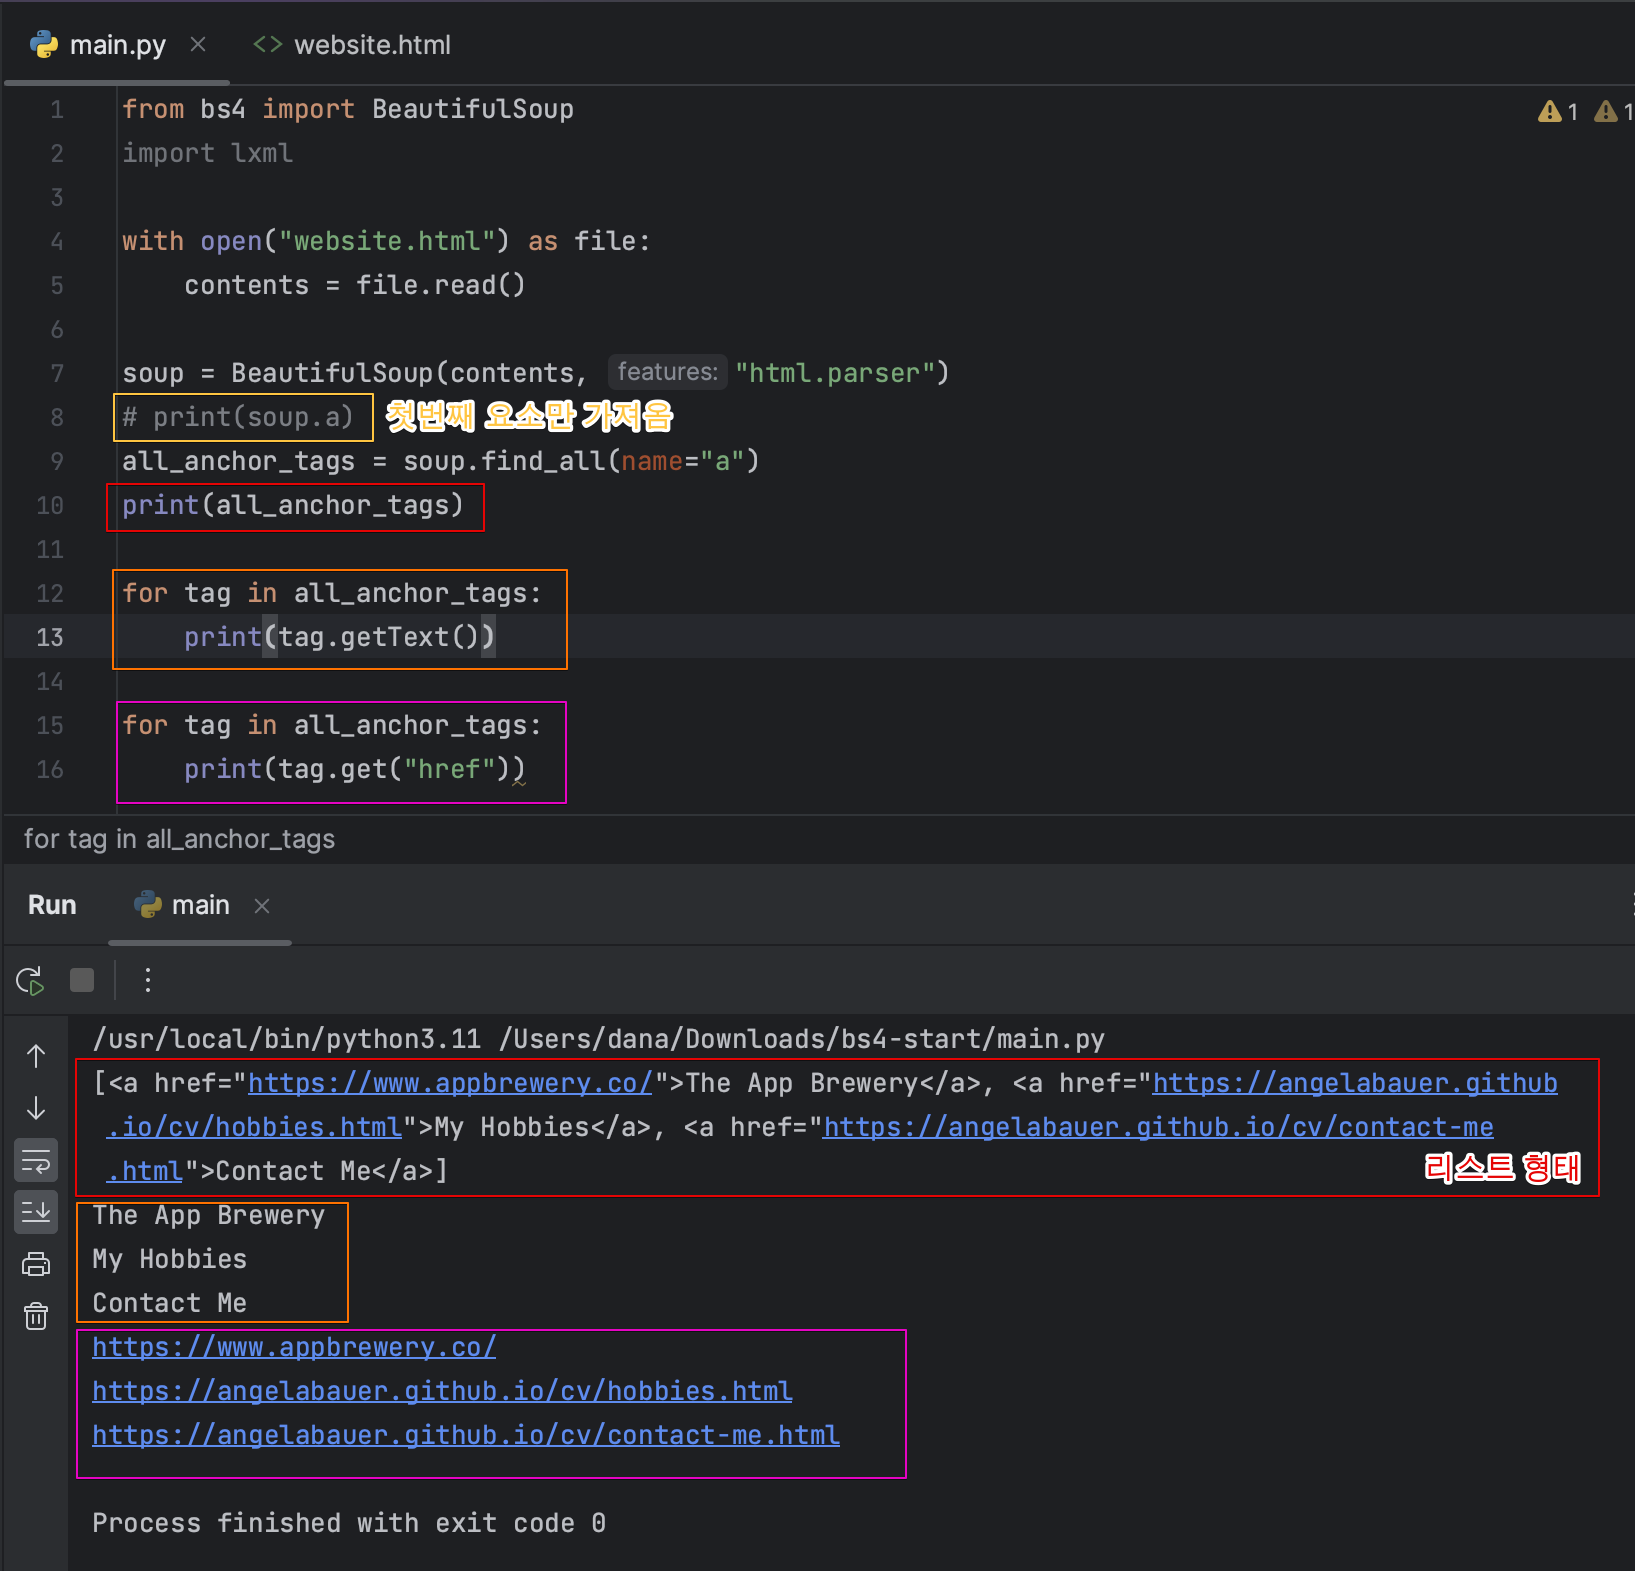 main.py
website.html
1 from bs4 import BeautifulSoup
2 import lxml
3
4 with open("website.html") as file:
5     contents = file.read()
6
7 soup = BeautifulSoup(contents, features: "html.parser")
8 # print(soup.a) 첫번째 요소만 가져옴
9 all_anchor_tags = soup.find_all(name="a")
10 print(all_anchor_tags)
11
12 for tag in all_anchor_tags:
13     print(tag.getText())
14
15 for tag in all_anchor_tags:
16     print(tag.get("href"))
1 1
for tag in all_anchor_tags
Run main
/usr/local/bin/python3.11 /Users/dana/Downloads/bs4-start/main.py
[<a href="https://www.appbrewery.co/">The App Brewery</a>, <a href="https://angelabauer.github
.io/cv/hobbies.html">My Hobbies</a>, <a href="https://angelabauer.github.io/cv/contact-me
.html">Contact Me</a>]
리스트 형태
The App Brewery
My Hobbies
Contact Me
https://www.appbrewery.co/
https://angelabauer.github.io/cv/hobbies.html
https://angelabauer.github.io/cv/contact-me.html
Process finished with exit code 0